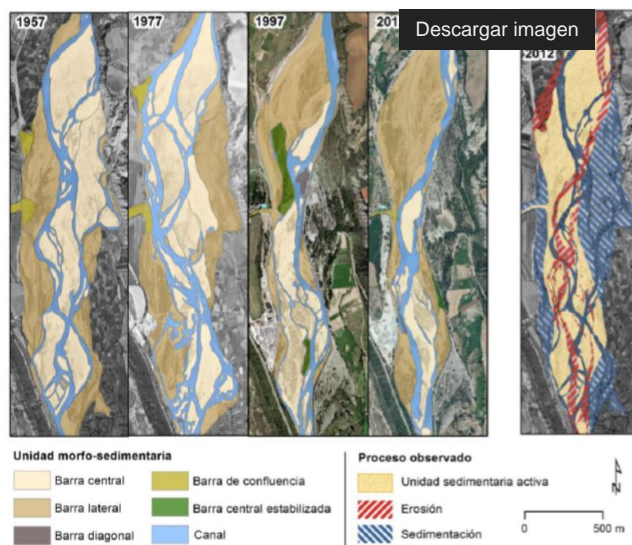 1957
1977
1997
Descargar imagen
2012
Unidad morfo-sedimentaria
Barra central
Barra lateral
Barra diagonal
Barra de confluencia
Barra central estabilizada
Canal
Proceso observado
Unidad sedimentaria activa
Erosión
Sedimentación
N
0
500 m